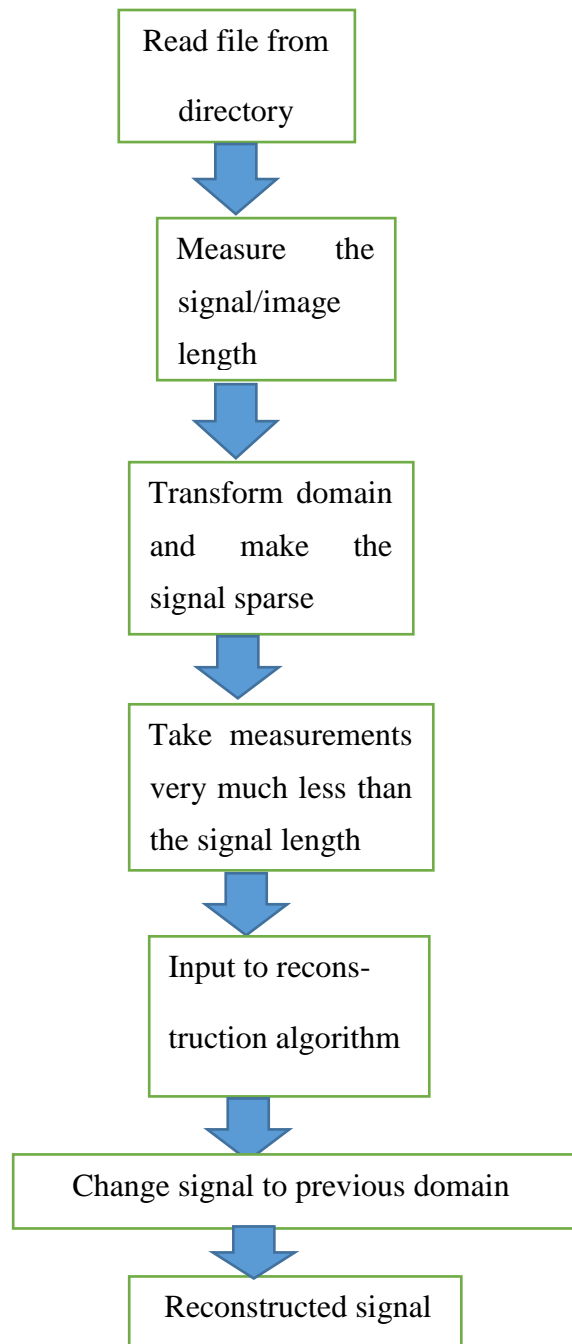 Read file from
directory
Measure the
signal/image
length
Transform domain
and make the
signal sparse
Take measurements
very much less than
the signal length
Input to recons-
truction algorithm
Change signal to previous domain
Reconstructed signal